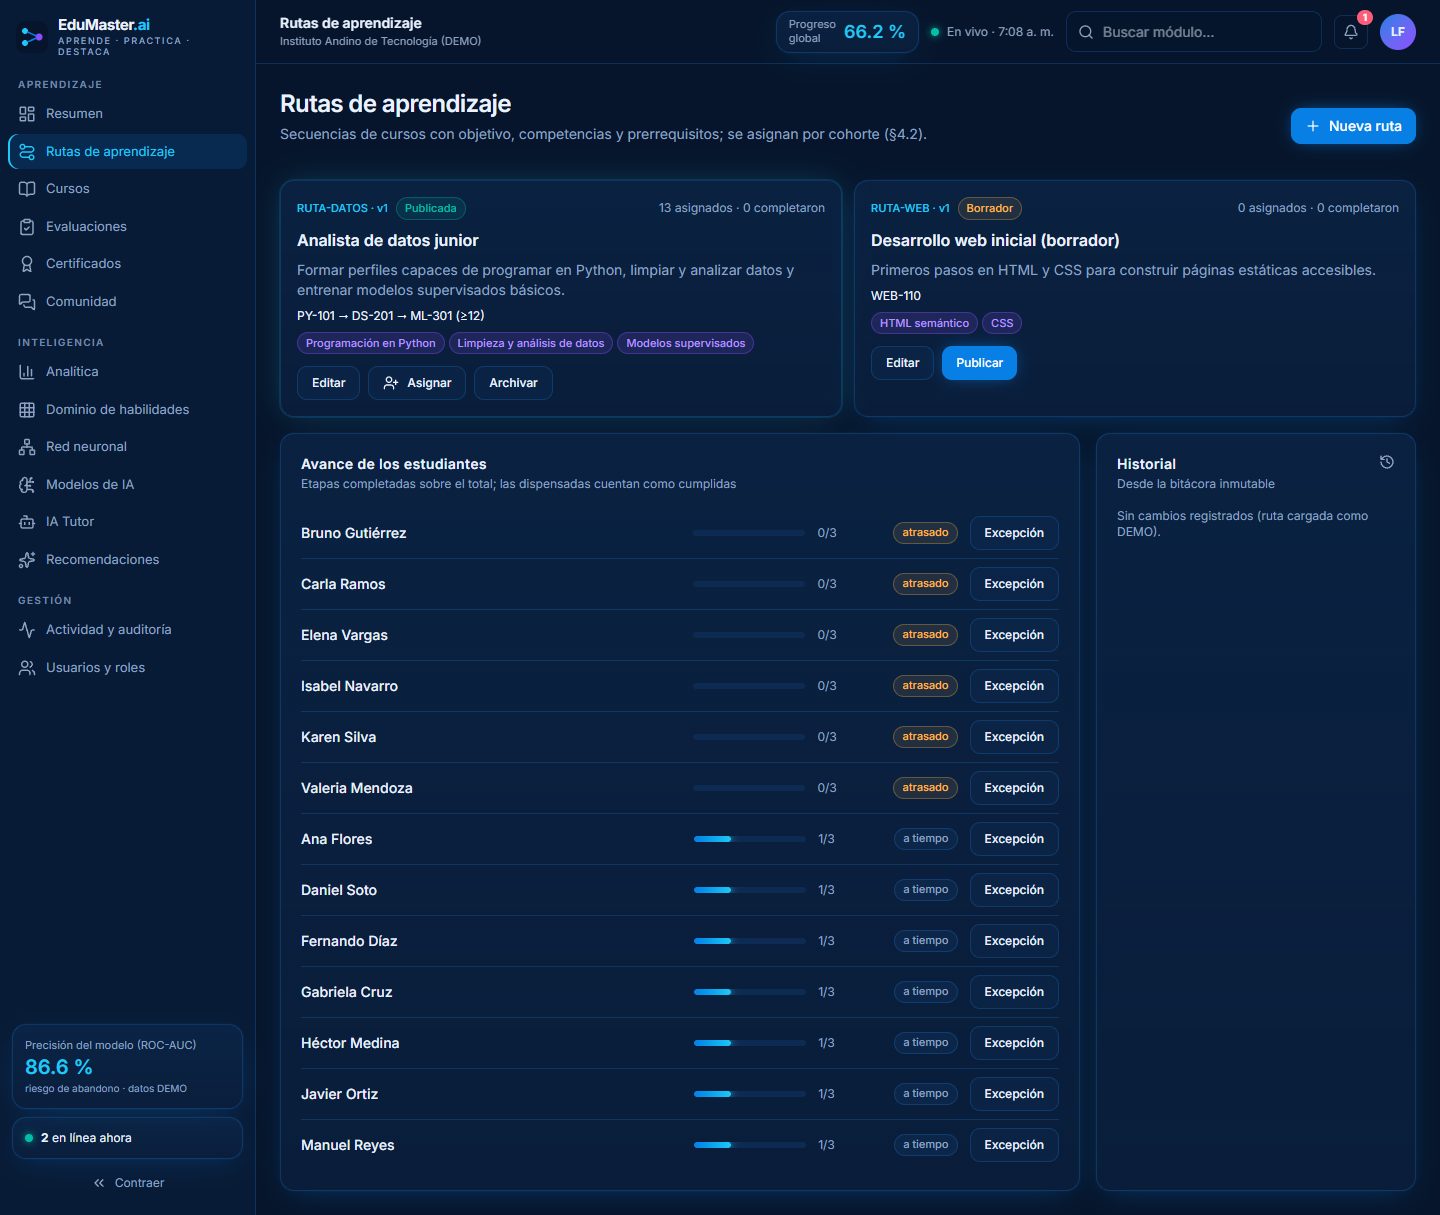 EduMaster.ai
APRENDE · PRACTICA ·
DESTACA
APRENDIZAJE
Resumen
Rutas de aprendizaje
Cursos
Evaluaciones
Certificados
Comunidad
INTELIGENCIA
Analítica
Dominio de habilidades
Red neuronal
Modelos de IA
IA Tutor
Recomendaciones
GESTIÓN
Actividad y auditoría
Usuarios y roles
Precisión del modelo (ROC-AUC)
86.6 %
riesgo de abandono · datos DEMO
2 en línea ahora
Contraer
Rutas de aprendizaje
Instituto Andino de Tecnología (DEMO)
Progreso
global
66.2 %
En vivo · 7:08 a. m.
Buscar módulo...
1
LF
Rutas de aprendizaje
Secuencias de cursos con objetivo, competencias y prerrequisitos; se asignan por cohorte (§4.2).
Nueva ruta
RUTA-DATOS · v1 Publicada 13 asignados · 0 completaron
Analista de datos junior
Formar perfiles capaces de programar en Python, limpiar y analizar datos y
entrenar modelos supervisados básicos.
PY-101 → DS-201 → ML-301 (≥12)
Programación en Python Limpieza y análisis de datos Modelos supervisados
Editar Asignar Archivar
RUTA-WEB · v1 Borrador 0 asignados · 0 completaron
Desarrollo web inicial (borrador)
Primeros pasos en HTML y CSS para construir páginas estáticas accesibles.
WEB-110
HTML semántico CSS
Editar Publicar
Avance de los estudiantes
Etapas completadas sobre el total; las dispensadas cuentan como cumplidas
Bruno Gutiérrez 0/3 atrasado Excepción
Carla Ramos 0/3 atrasado Excepción
Elena Vargas 0/3 atrasado Excepción
Isabel Navarro 0/3 atrasado Excepción
Karen Silva 0/3 atrasado Excepción
Valeria Mendoza 0/3 atrasado Excepción
Ana Flores 1/3 a tiempo Excepción
Daniel Soto 1/3 a tiempo Excepción
Fernando Díaz 1/3 a tiempo Excepción
Gabriela Cruz 1/3 a tiempo Excepción
Héctor Medina 1/3 a tiempo Excepción
Javier Ortiz 1/3 a tiempo Excepción
Manuel Reyes 1/3 a tiempo Excepción
Historial
Desde la bitácora inmutable
Sin cambios registrados (ruta cargada como
DEMO).